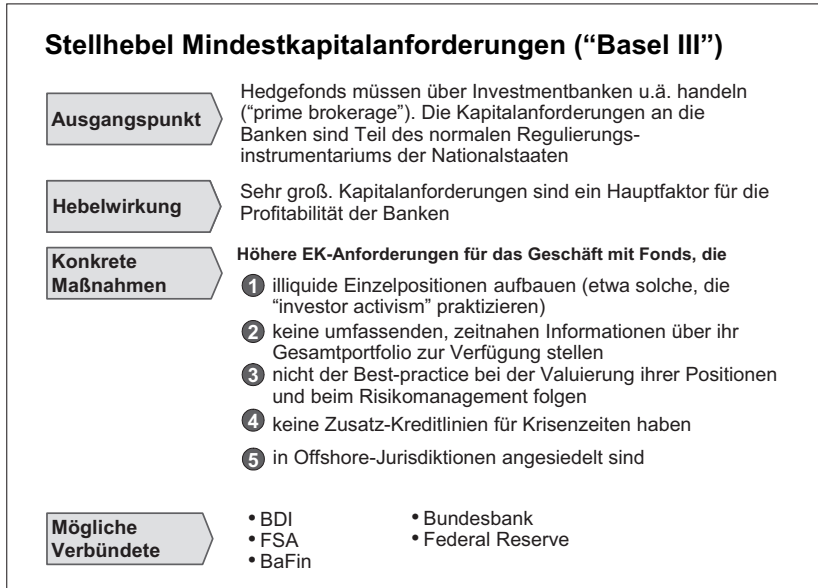 Stellhebel Mindestkapitalanforderungen (“Basel III”)
Ausgangspunkt
Hedgefonds müssen über Investmentbanken u.ä. handeln
(“prime brokerage”). Die Kapitalanforderungen an die
Banken sind Teil des normalen Regulierungs-
instrumentariums der Nationalstaaten
Hebelwirkung
Sehr groß. Kapitalanforderungen sind ein Hauptfaktor für die
Profitabilität der Banken
Konkrete
Maßnahmen
Höhere EK-Anforderungen für das Geschäft mit Fonds, die
1 illiquide Einzelpositionen aufbauen (etwa solche, die
“investor activism” praktizieren)
2 keine umfassenden, zeitnahen Informationen über ihr
Gesamtportfolio zur Verfügung stellen
3 nicht der Best-practice bei der Valuierung ihrer Positionen
und beim Risikomanagement folgen
4 keine Zusatz-Kreditlinien für Krisenzeiten haben
5 in Offshore-Jurisdiktionen angesiedelt sind
Mögliche
Verbündete
• BDI
• FSA
• BaFin
• Bundesbank
• Federal Reserve